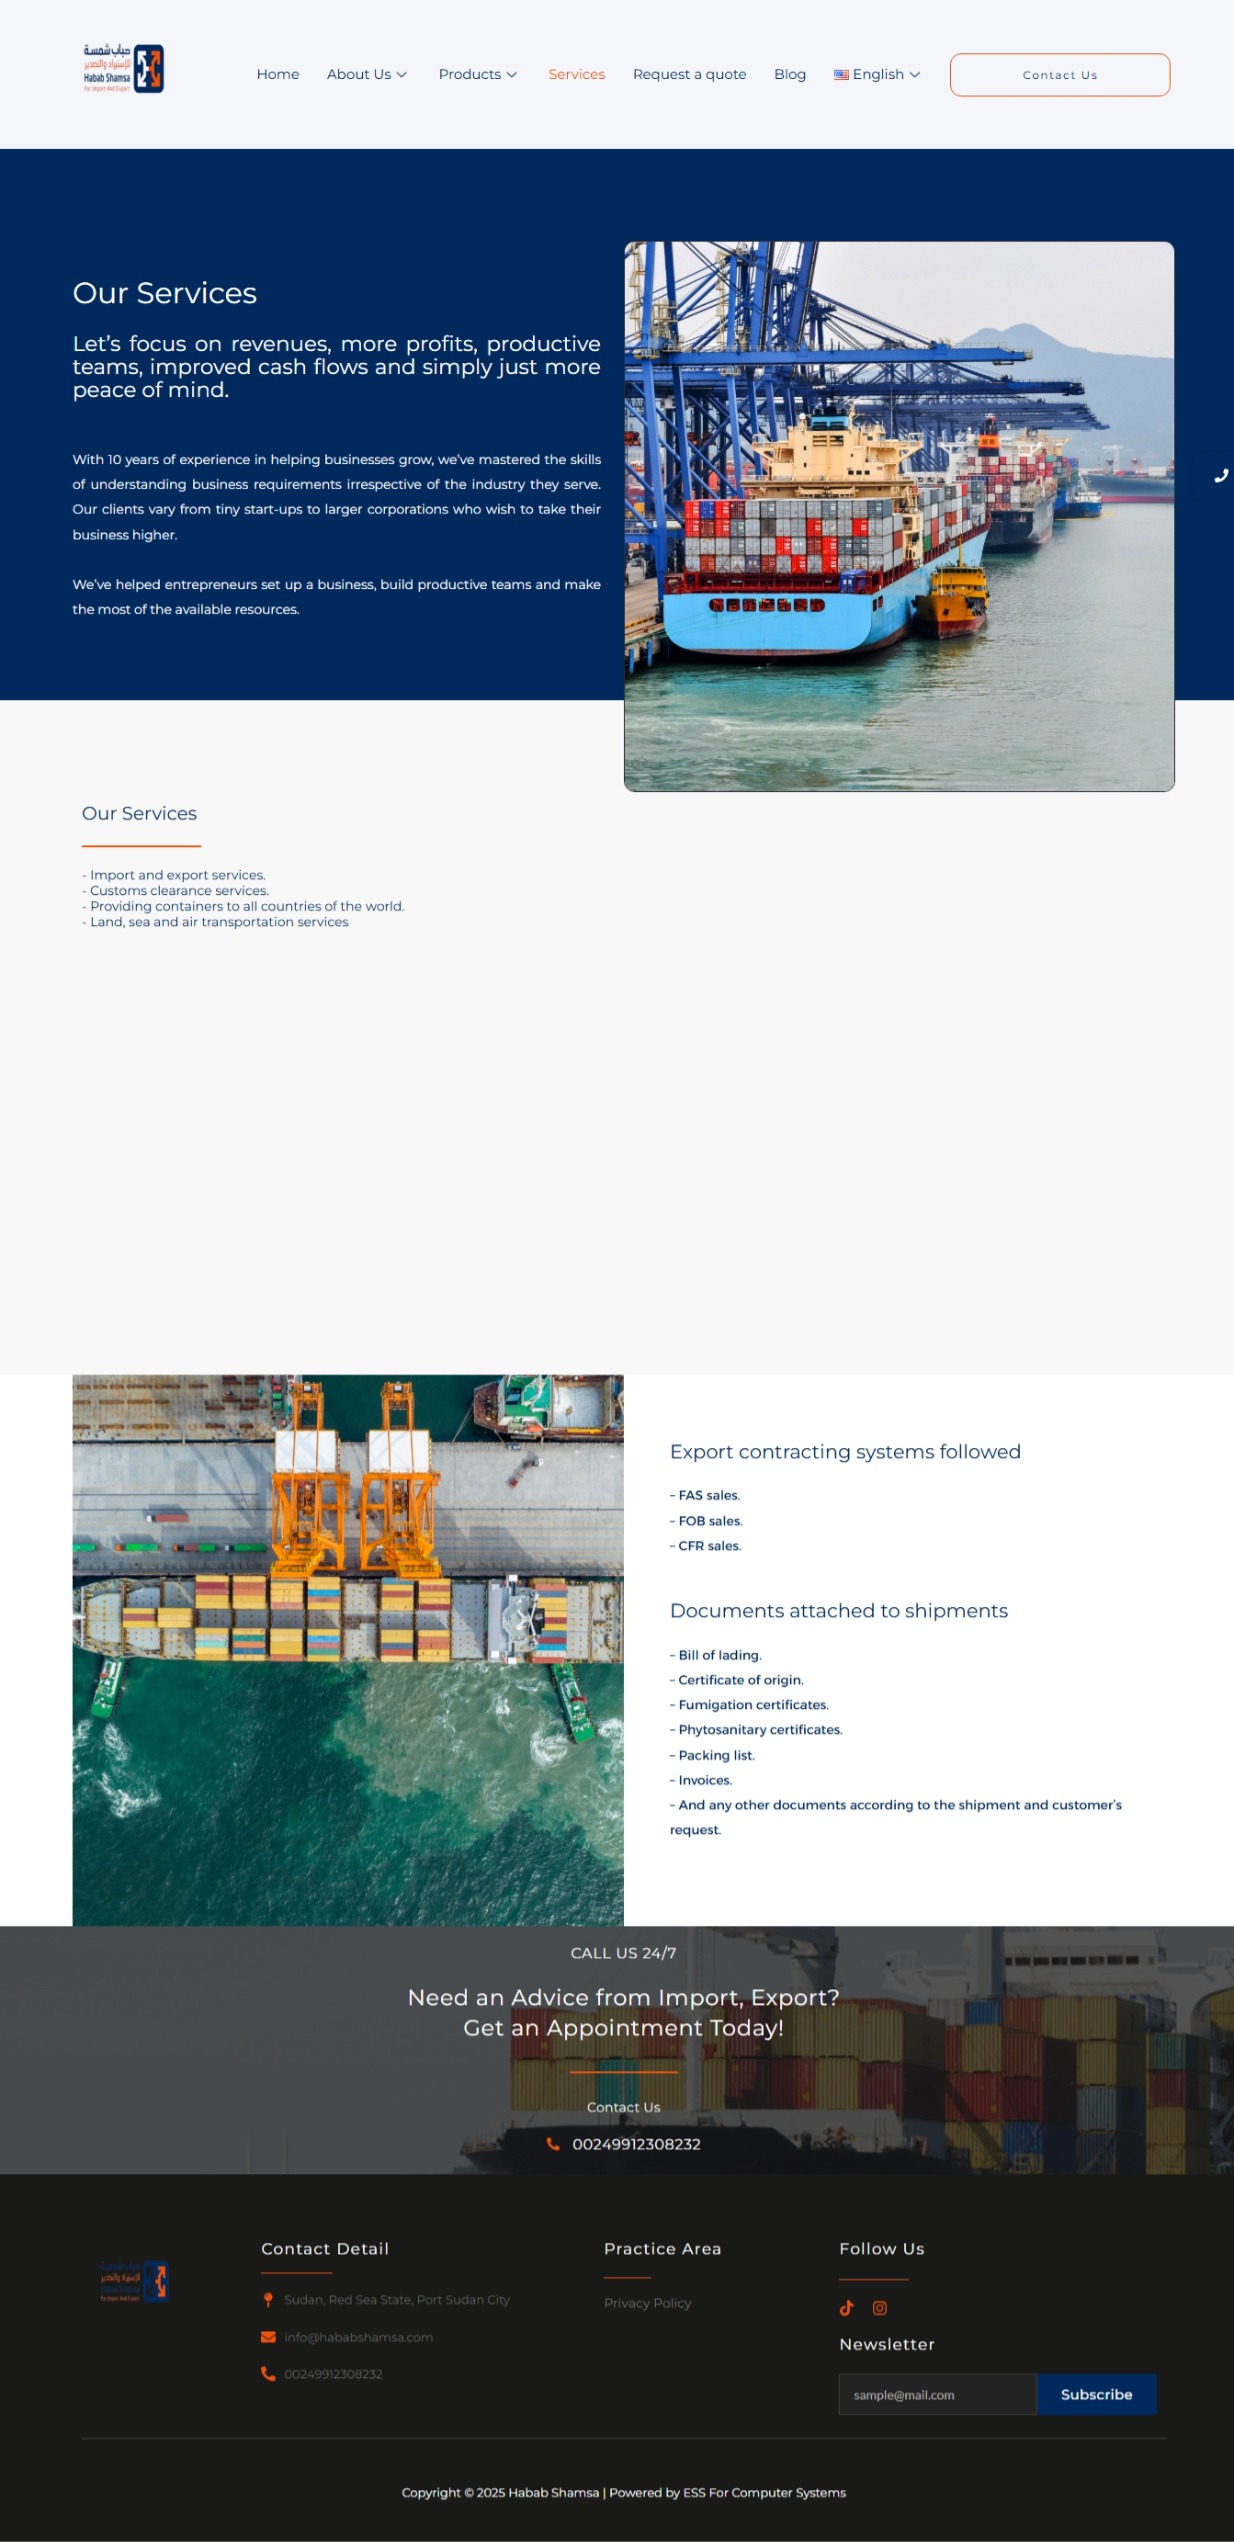 حباب شمسة
للإستيراد والتصدير
Habab Shamsa
For Import And Export
Home
About Us
Products
Services
Request a quote
Blog
English
Contact Us
Our Services
Let’s focus on revenues, more profits, productive
teams, improved cash flows and simply just more
peace of mind.
With 10 years of experience in helping businesses grow, we’ve mastered the skills
of understanding business requirements irrespective of the industry they serve.
Our clients vary from tiny start-ups to larger corporations who wish to take their
business higher.
We’ve helped entrepreneurs set up a business, build productive teams and make
the most of the available resources.
Our Services
- Import and export services.
- Customs clearance services.
- Providing containers to all countries of the world.
- Land, sea and air transportation services
Export contracting systems followed
– FAS sales.
– FOB sales.
– CFR sales.
Documents attached to shipments
– Bill of lading.
– Certificate of origin.
– Fumigation certificates.
– Phytosanitary certificates.
– Packing list.
– Invoices.
– And any other documents according to the shipment and customer’s
request.
CALL US 24/7
Need an Advice from Import, Export?
Get an Appointment Today!
Contact Us
00249912308232
حباب شمسة
للإستيراد والتصدير
Habab Shamsa
For Import And Export
Contact Detail
Sudan, Red Sea State, Port Sudan City
info@hababshamsa.com
00249912308232
Practice Area
Privacy Policy
Follow Us
Newsletter
sample@mail.com
Subscribe
Copyright © 2025 Habab Shamsa | Powered by ESS For Computer Systems